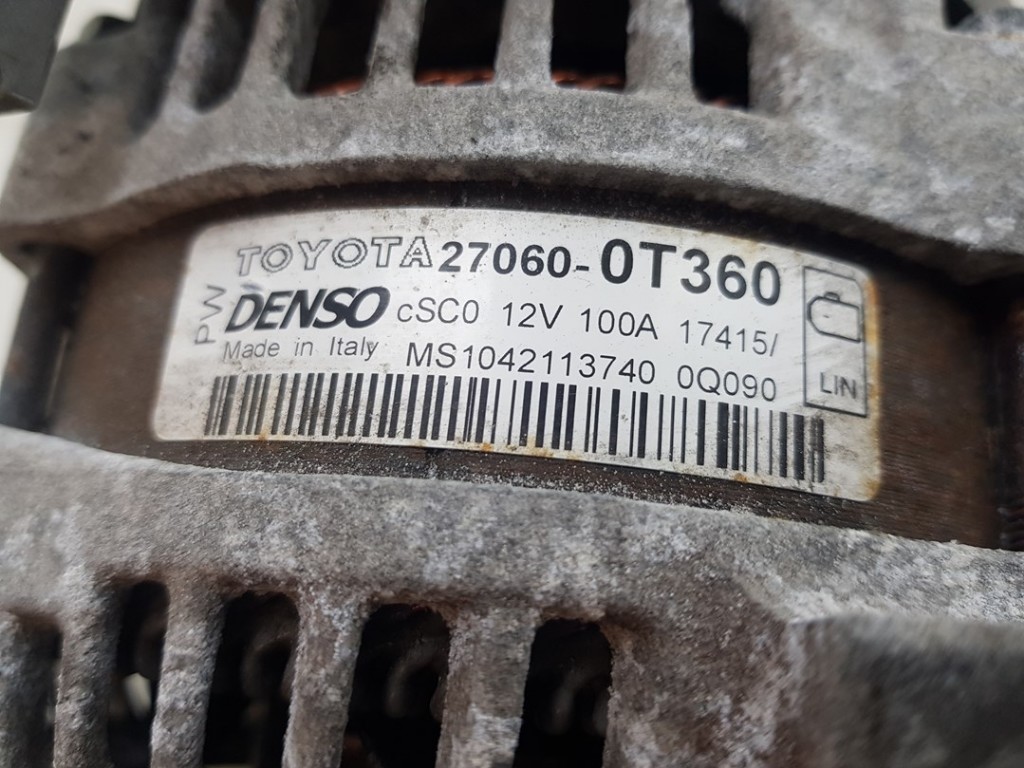 TOYOTA 27060-0T360
PW
DENSO cSC0 12V 100A 17415/
Made in Italy MS1042113740 0Q090
LIN